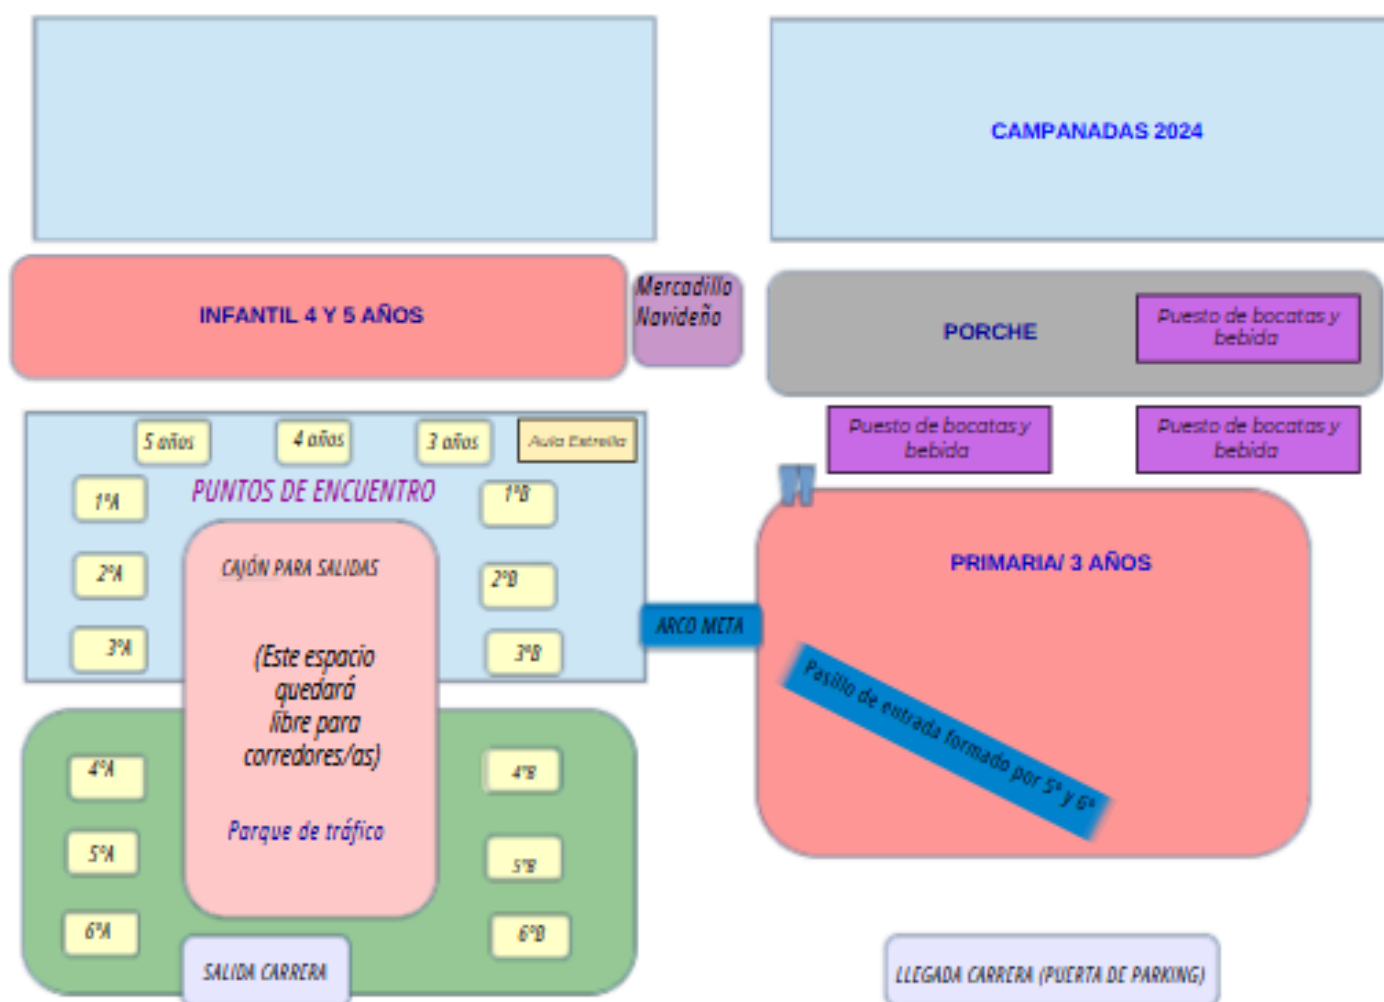 CAMPANADAS 2024
INFANTIL 4 Y 5 AÑOS
Mercadillo
Navideño
PORCHE
Puesto de bocatas y
bebida
Puesto de bocatas y
bebida
Puesto de bocatas y
bebida
5 años
4 años
3 años
Aula Estrella
PUNTOS DE ENCUENTRO
1ºA
1ºB
CAJÓN PARA SALIDAS
2ºA
2ºB
3ºA
3ºB
(Este espacio
quedará
libre para
corredores/as)
ARCO META
PRIMARIA/ 3 AÑOS
Pasillo de entrada formado por 5º y 6º
4ºA
4ºB
Parque de tráfico
5ºA
5ºB
6ºA
6ºB
SALIDA CARRERA
LLEGADA CARRERA (PUERTA DE PARKING)